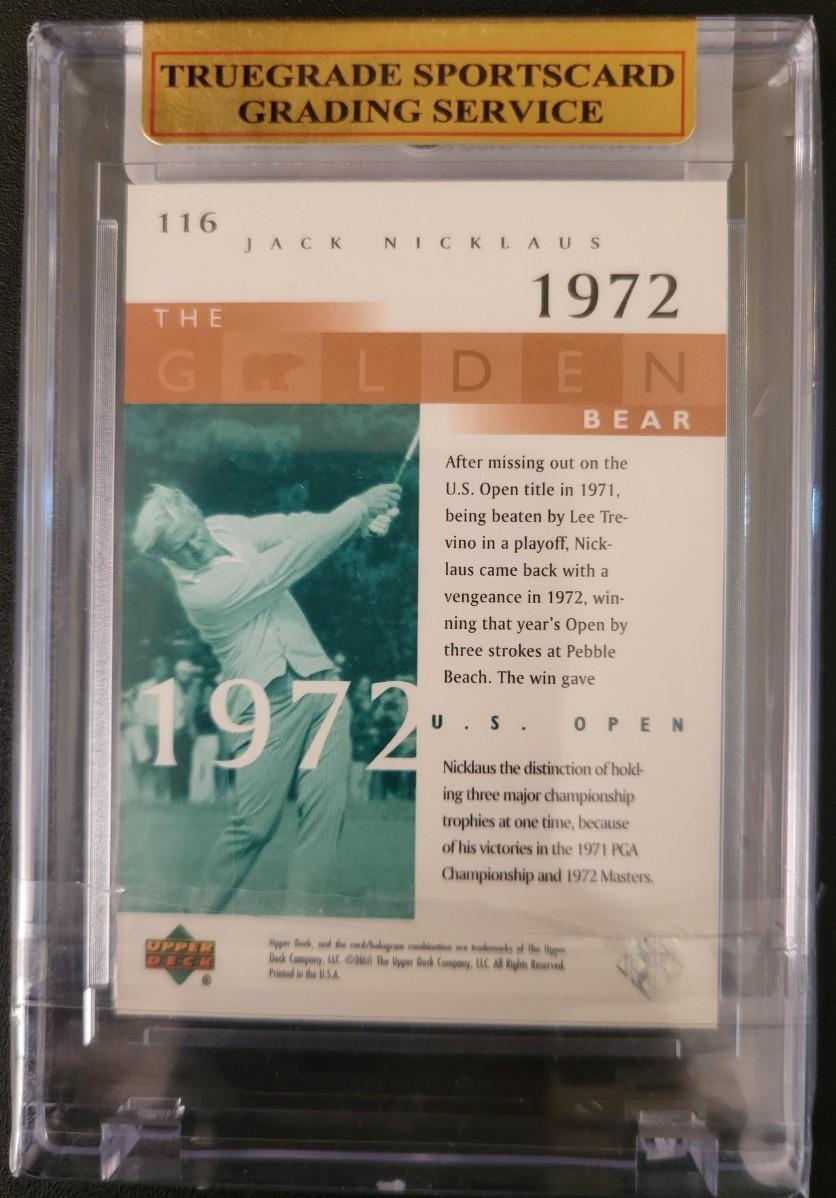 TRUEGRADE SPORTSCARD
GRADING SERVICE
116
JACK NICKLAUS
1972
THE
GOLDEN
BEAR
After missing out on the
U.S. Open title in 1971,
being beaten by Lee Tre-
vino in a playoff, Nick-
laus came back with a
vengeance in 1972, win-
ning that year's Open by
three strokes at Pebble
Beach. The win gave
1972
U.S. OPEN
Nicklaus the distinction of hold-
ing three major championship
trophies at one time, because
of his victories in the 1971 PGA
Championship and 1972 Masters.
UPPER
DECK
®
Upper Deck, and the card/hologram combination are trademarks of The Upper
Deck Company, LLC. ©2001 The Upper Deck Company, LLC. All Rights Reserved.
Printed in the U.S.A.